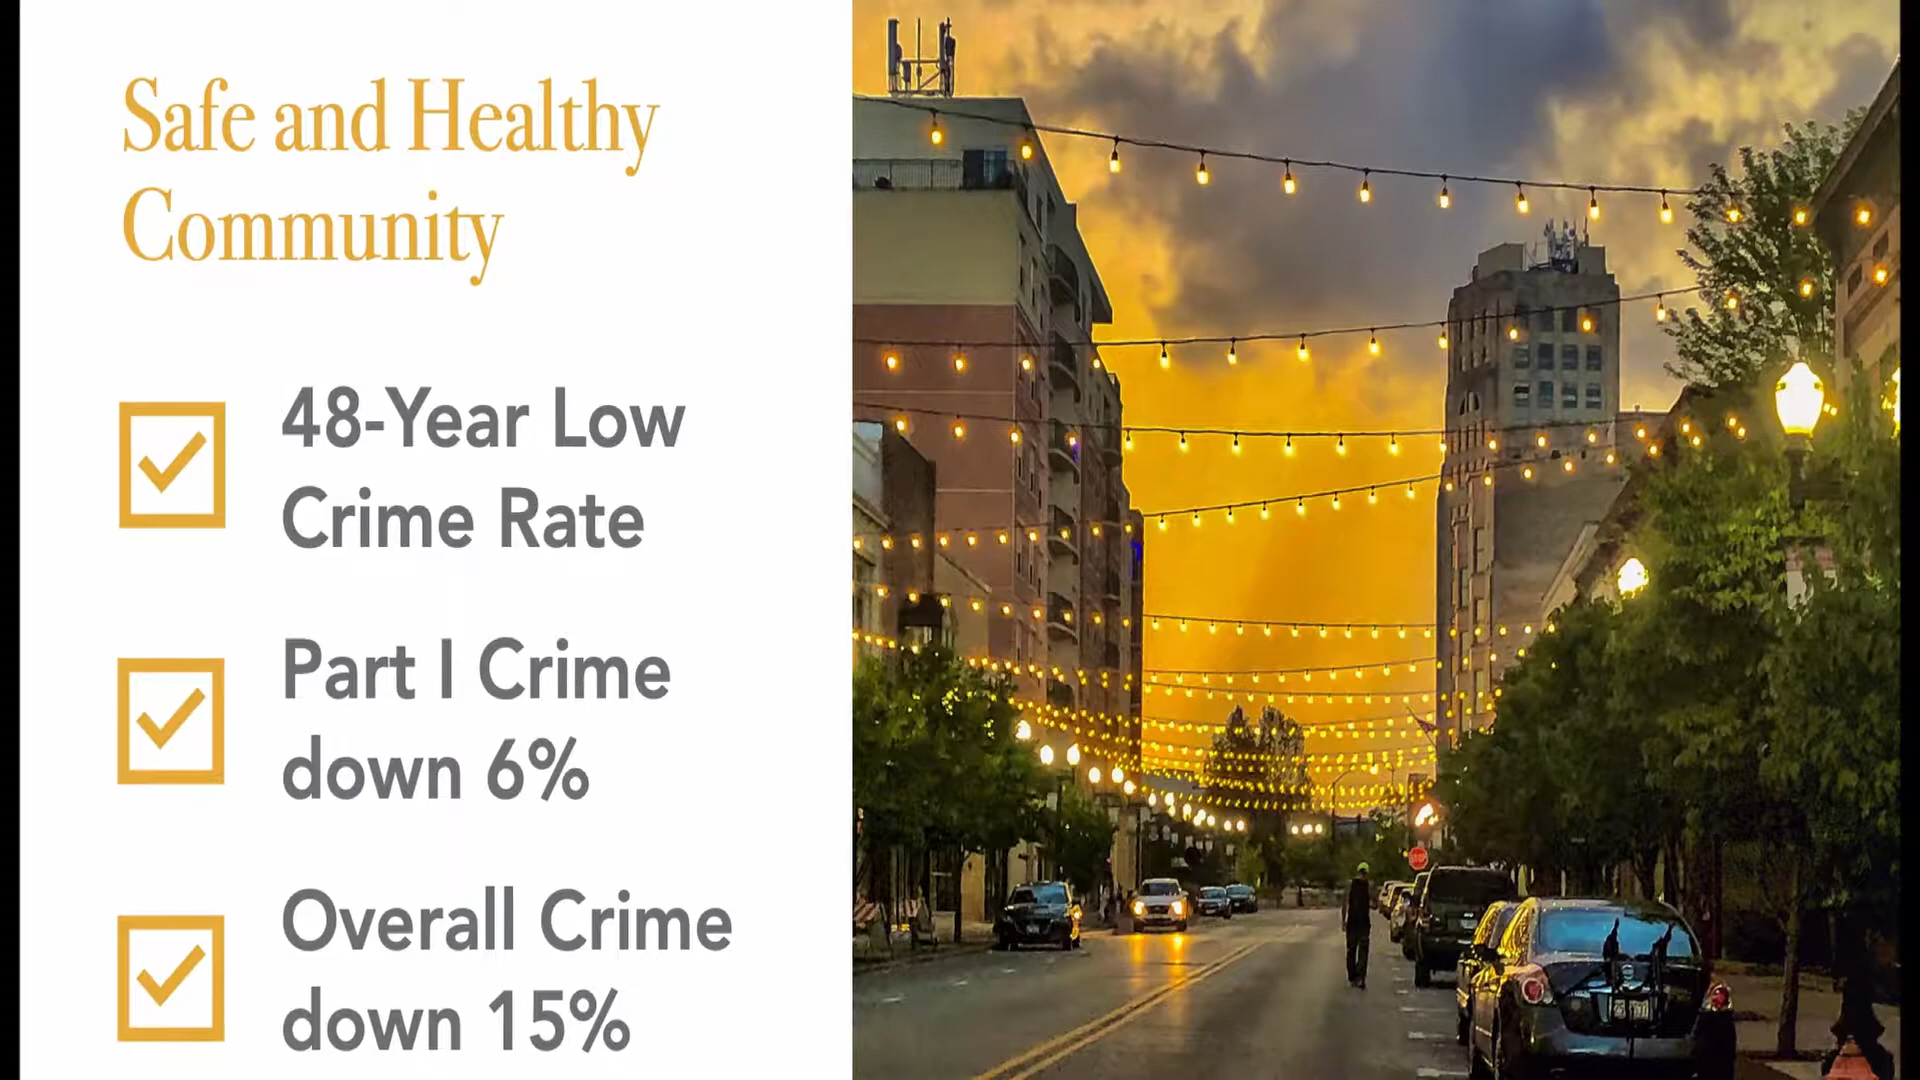 Safe and Healthy
Community
48-Year Low
Crime Rate
Part I Crime
down 6%
Overall Crime
down 15%